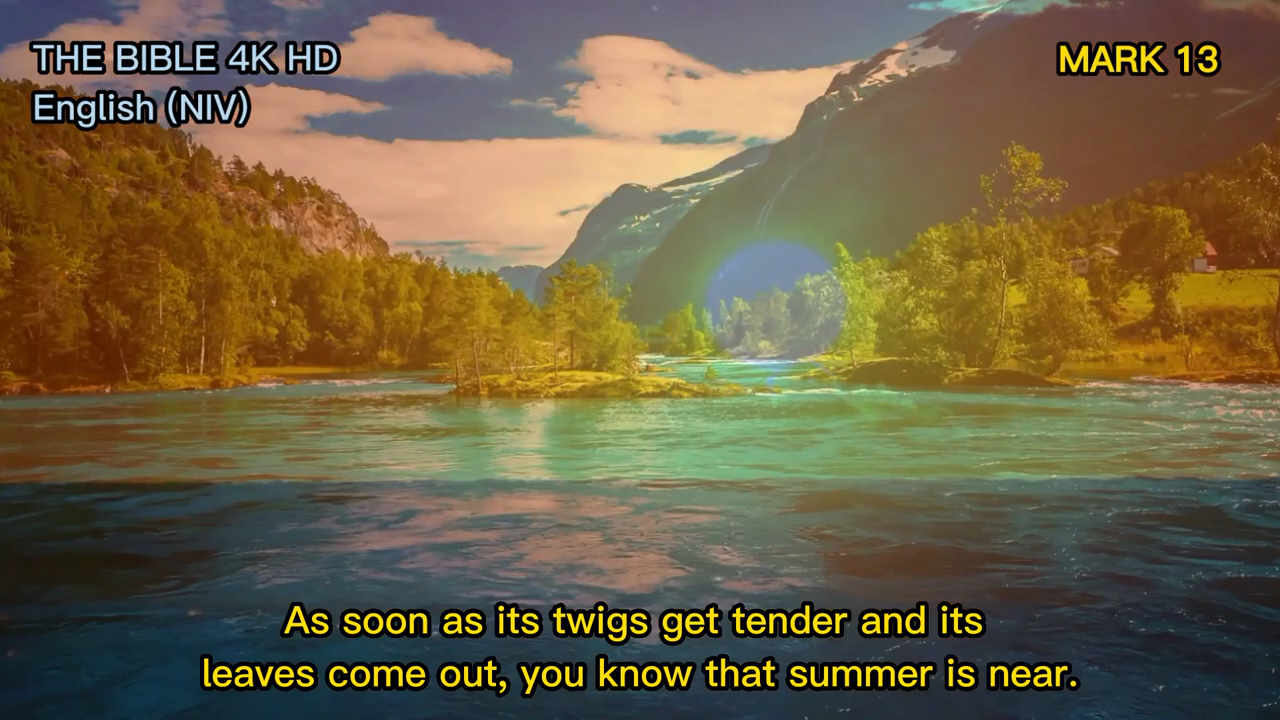 THE BIBLE 4K HD
English (NIV)
MARK 13
As soon as its twigs get tender and its
leaves come out, you know that summer is near.